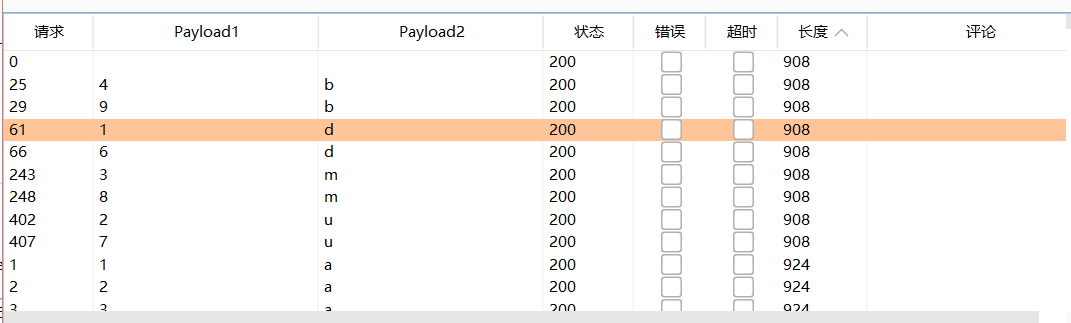 请求 Payload1 Payload2 状态 错误 超时 长度 评论
0 200 908
25 4 b 200 908
29 9 b 200 908
61 1 d 200 908
66 6 d 200 908
243 3 m 200 908
248 8 m 200 908
402 2 u 200 908
407 7 u 200 908
1 1 a 200 924
2 2 a 200 924
3 3 a 200 924